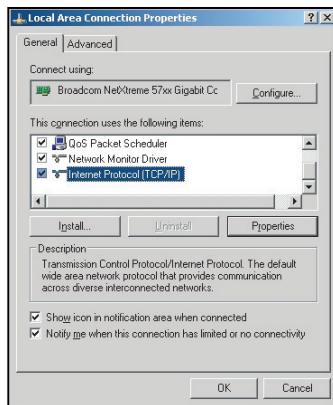 Local Area Connection Properties
General Advanced
Connect using:
Broadcom NetXtreme 57xx Gigabit Cc
Configure...
This connection uses the following items:
QoS Packet Scheduler
Network Monitor Driver
Internet Protocol (TCP/IP)
Install... Uninstall Properties
Description
Transmission Control Protocol/Internet Protocol. The default
wide area network protocol that provides communication
across diverse interconnected networks.
Show icon in notification area when connected
Notify me when this connection has limited or no connectivity
OK Cancel